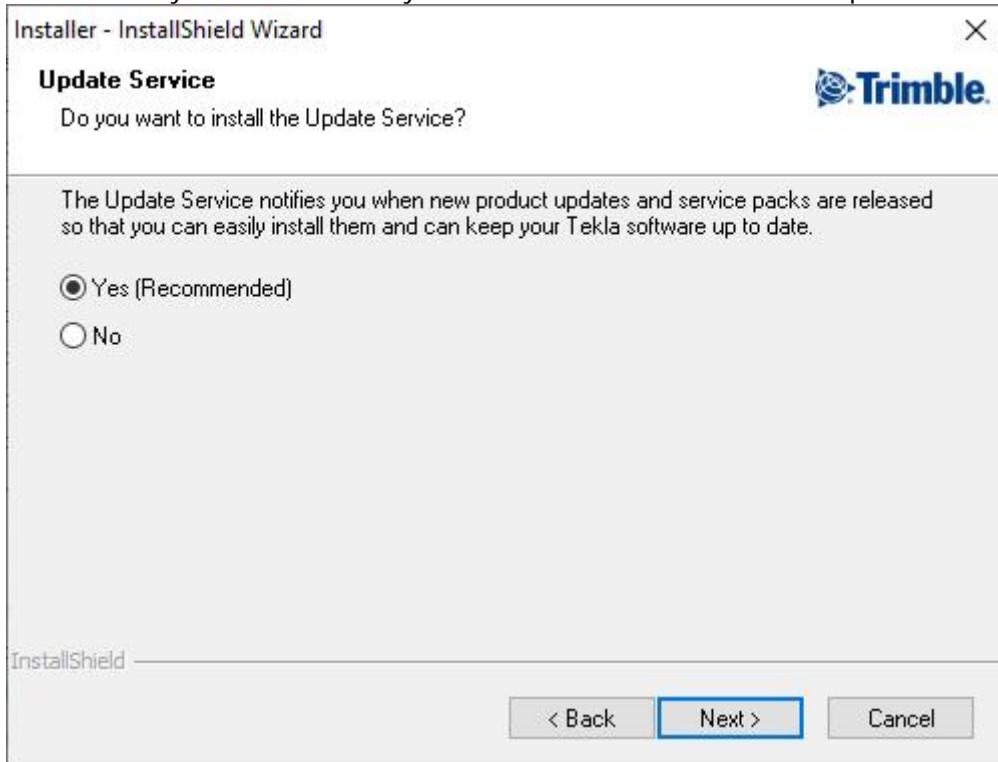 Installer - InstallShield Wizard
Update Service
Trimble.
Do you want to install the Update Service?
The Update Service notifies you when new product updates and service packs are released
so that you can easily install them and can keep your Tekla software up to date.
Yes (Recommended)
No
InstallShield
< Back
Next >
Cancel